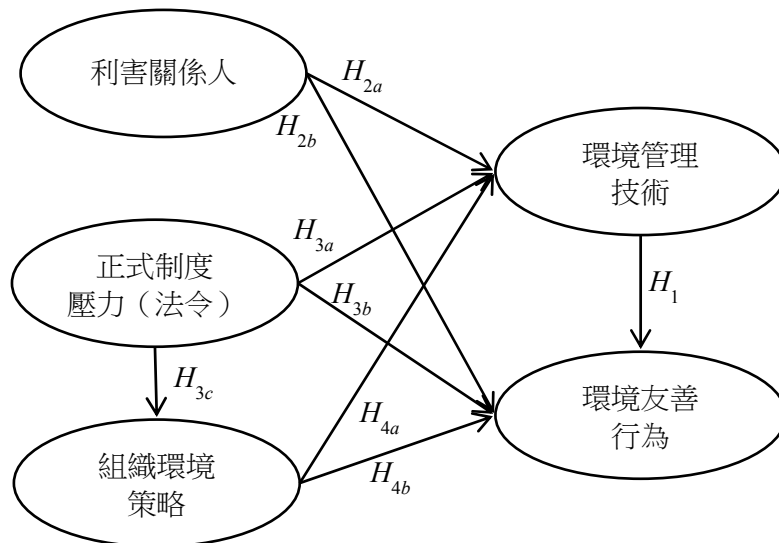 利害關係人
H2a
H2b
環境管理
技術
正式制度
壓力（法令）
H3a
H3b
H1
H3c
組織環境
策略
H4a
H4b
環境友善
行為